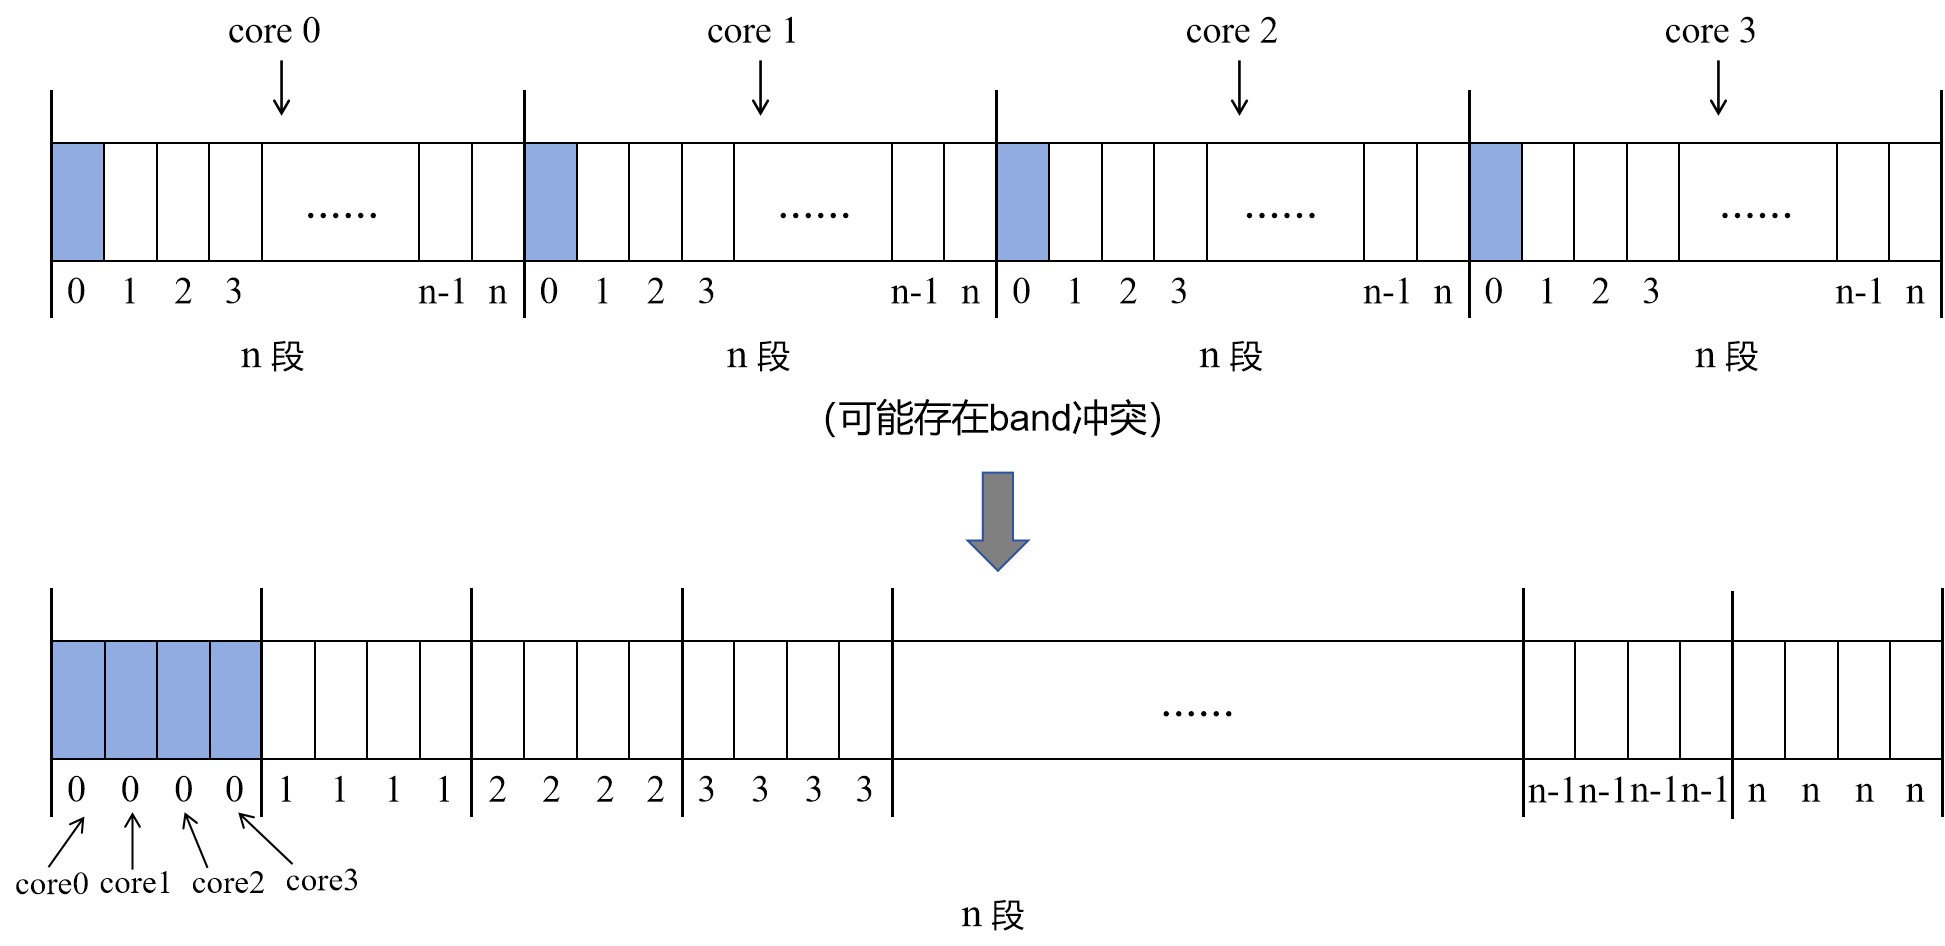 core 0 core 1 core 2 core 3
...... ...... ...... ......
0 1 2 3 n-1 n 0 1 2 3 n-1 n 0 1 2 3 n-1 n 0 1 2 3 n-1 n
n 段 n 段 n 段 n 段
(可能存在band冲突)
......
0 0 0 0 1 1 1 1 2 2 2 2 3 3 3 3 n-1 n-1 n-1 n-1 n n n n
core0 core1 core2 core3
n 段